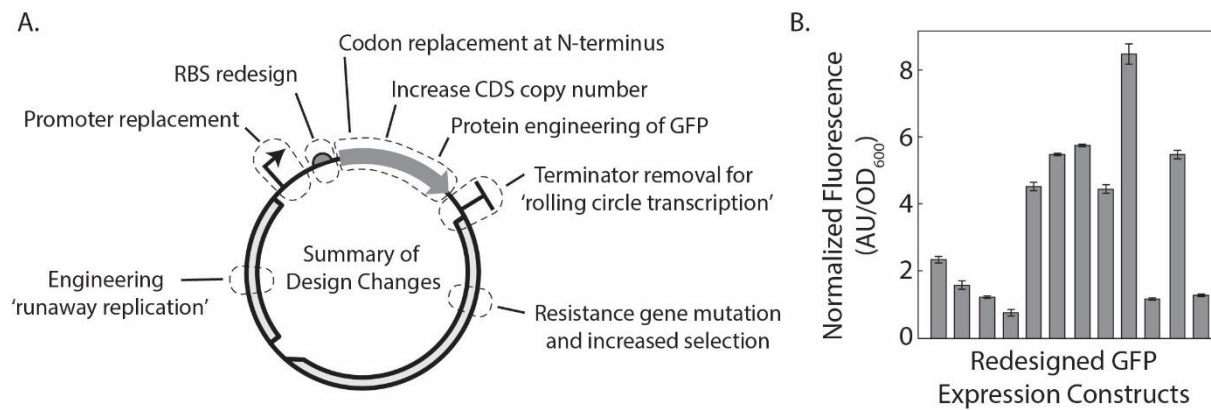 A.
Codon replacement at N-terminus
RBS redesign
Increase CDS copy number
Promoter replacement
Protein engineering of GFP
Terminator removal for
‘rolling circle transcription’
Summary of
Design Changes
Engineering
‘runaway replication’
Resistance gene mutation
and increased selection
B.
Normalized Fluorescence
(AU/OD600)
8
6
4
2
0
Redesigned GFP
Expression Constructs